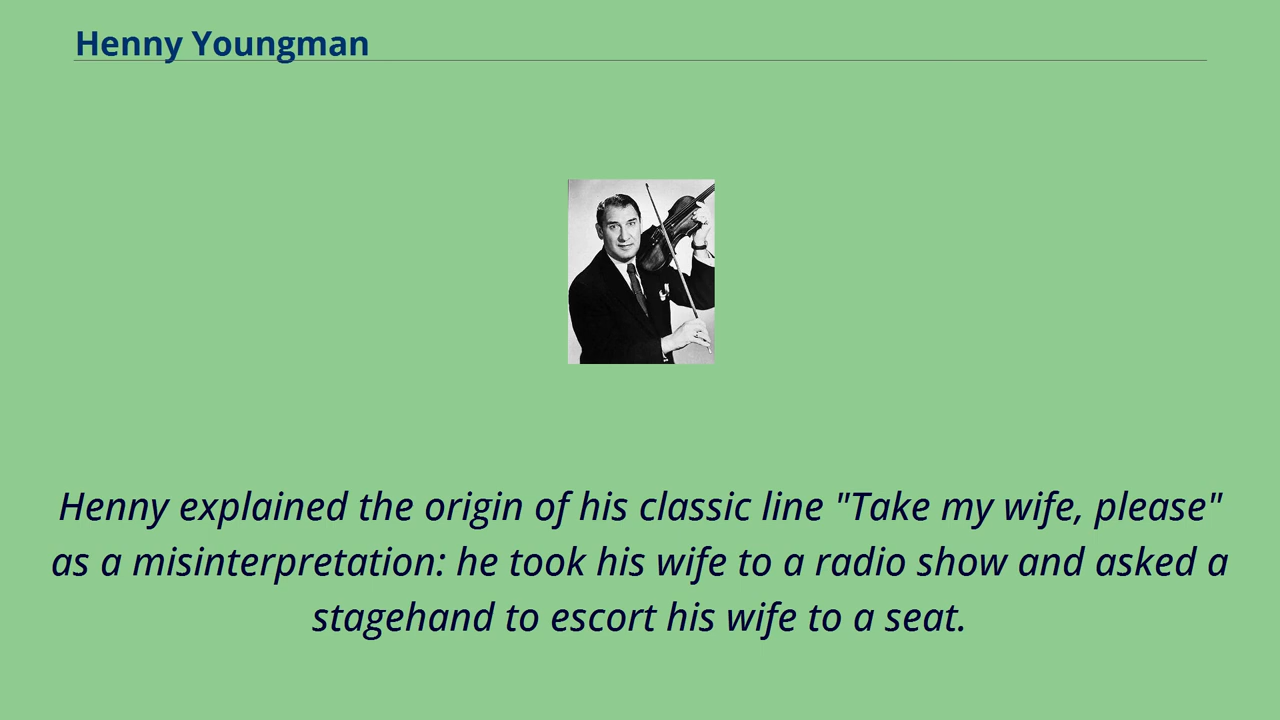 Henny Youngman
Henny explained the origin of his classic line "Take my wife, please"
as a misinterpretation: he took his wife to a radio show and asked a
stagehand to escort his wife to a seat.